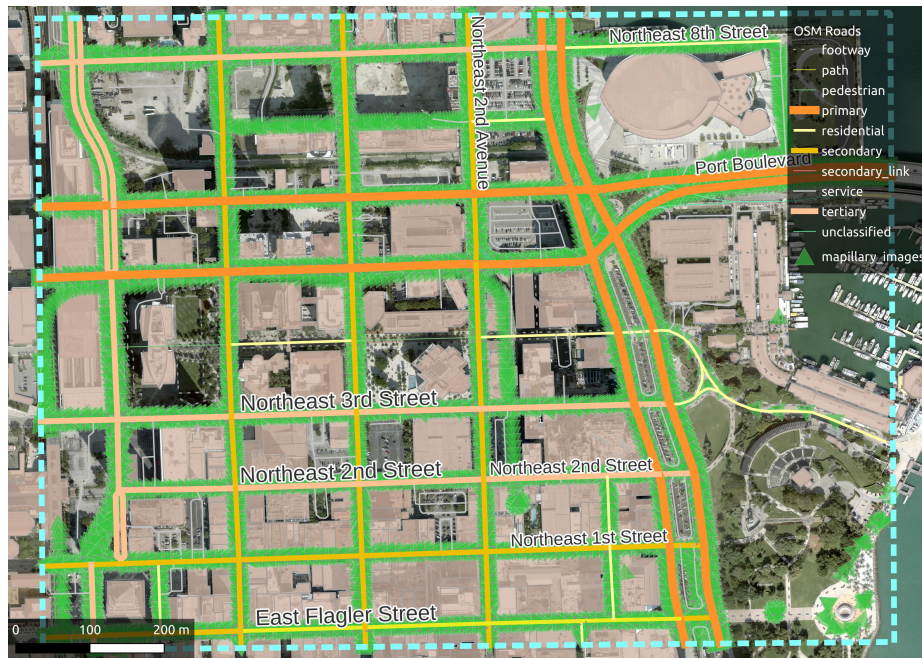 Northeast 8th Street
OSM Roads
footway
path
pedestrian
primary
residential
secondary
secondary_link
service
tertiary
unclassified
mapillary_images
Northeast 2nd Avenue
Port Boulevard
Northeast 3rd Street
Northeast 2nd Street
Northeast 2nd Street
Northeast 1st Street
East Flagler Street
0 100 200 m